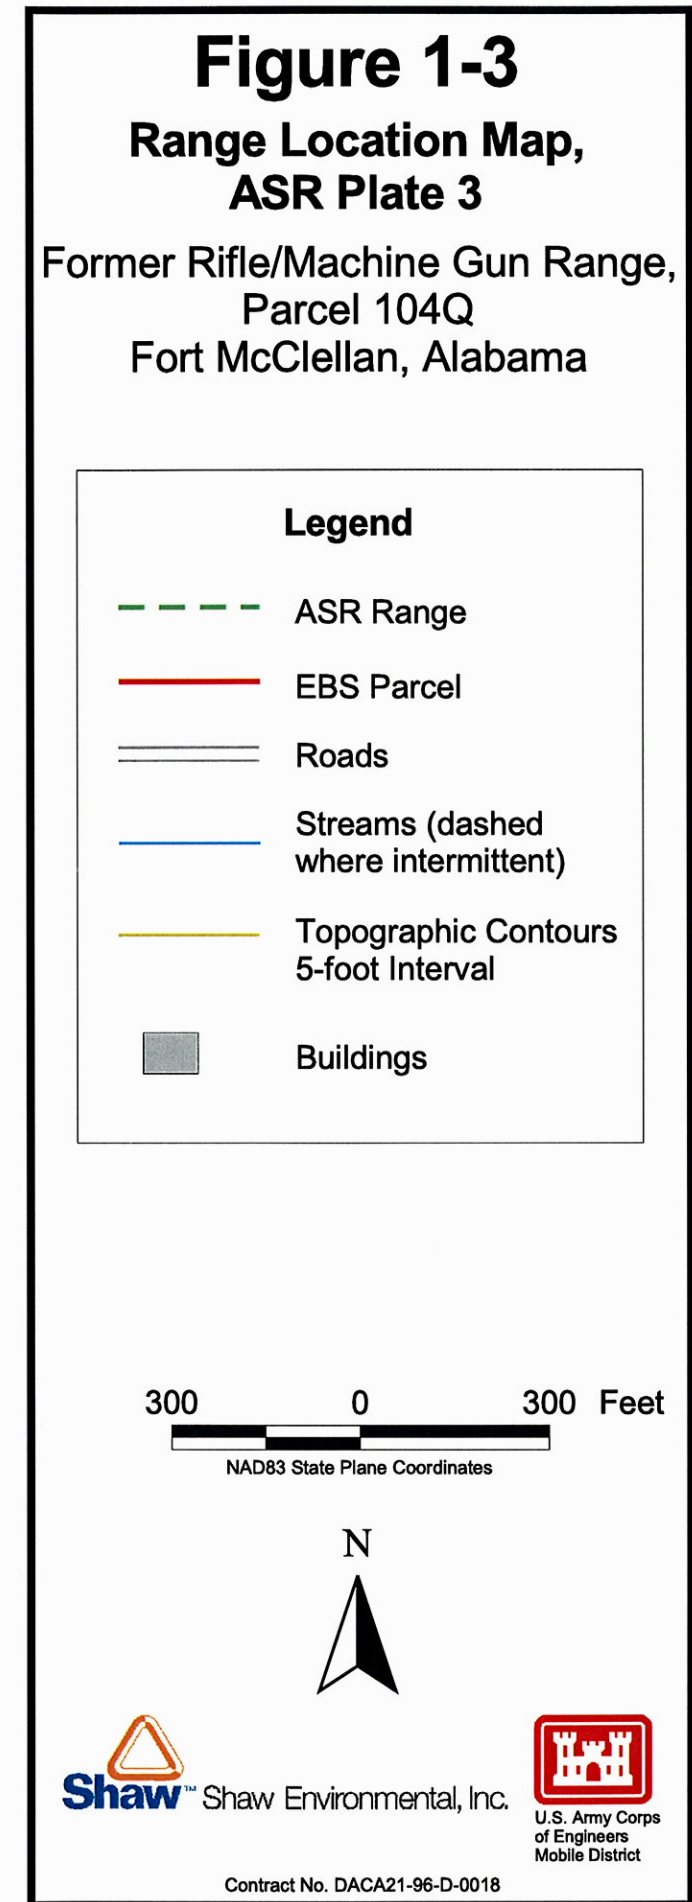 Figure 1-3
Range Location Map,
ASR Plate 3
Former Rifle/Machine Gun Range,
Parcel 104Q
Fort McClellan, Alabama
Legend
ASR Range
EBS Parcel
Roads
Streams (dashed
where intermittent)
Topographic Contours
5-foot Interval
Buildings
300 0 300 Feet
NAD83 State Plane Coordinates
N
Shaw™ Shaw Environmental, Inc.
U.S. Army Corps
of Engineers
Mobile District
Contract No. DACA21-96-D-0018